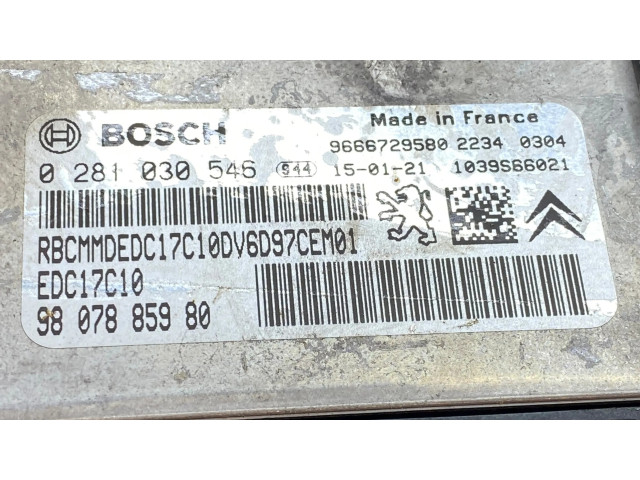 Made in France
BOSCH
9666729580 2234 0304
0 281 030 546 S44 15-01-21 1039S66021
RBCMMDEDC17C10DV6D97CEM01
EDC17C10
98 078 859 80